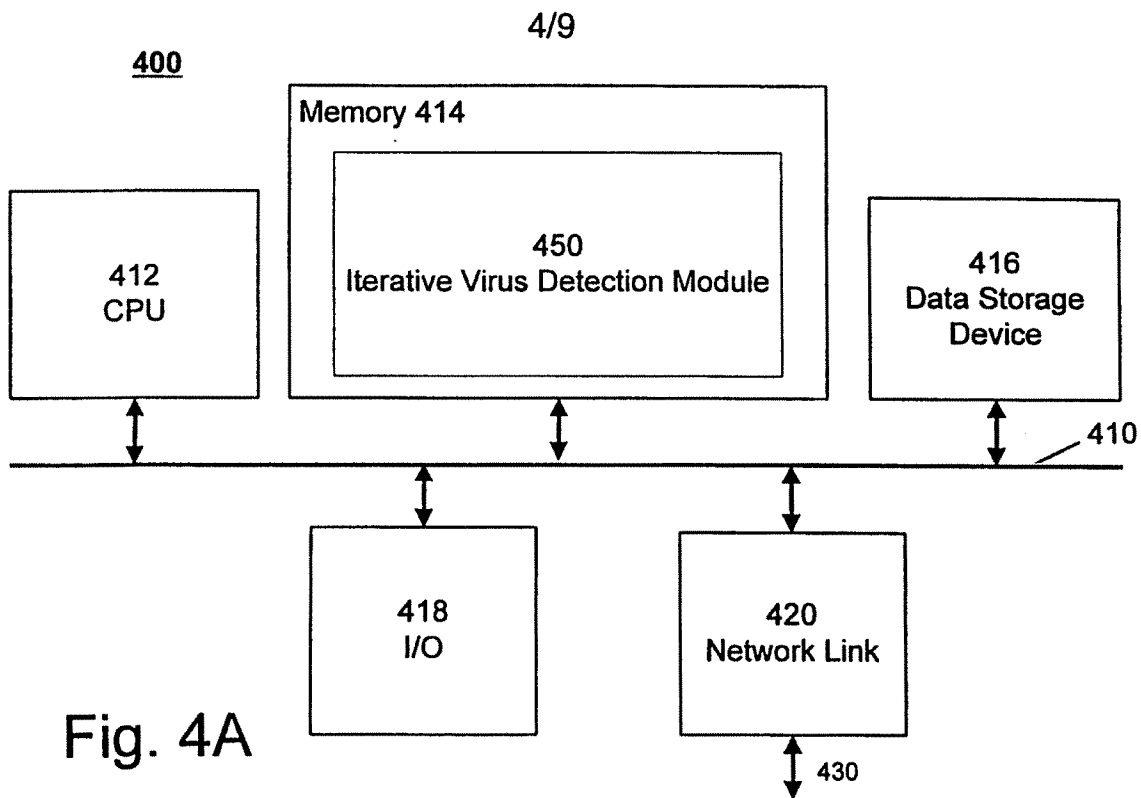 4/9
400
Memory 414
450
Iterative Virus Detection Module
412
CPU
416
Data Storage
Device
410
418
I/O
420
Network Link
430
Fig. 4A